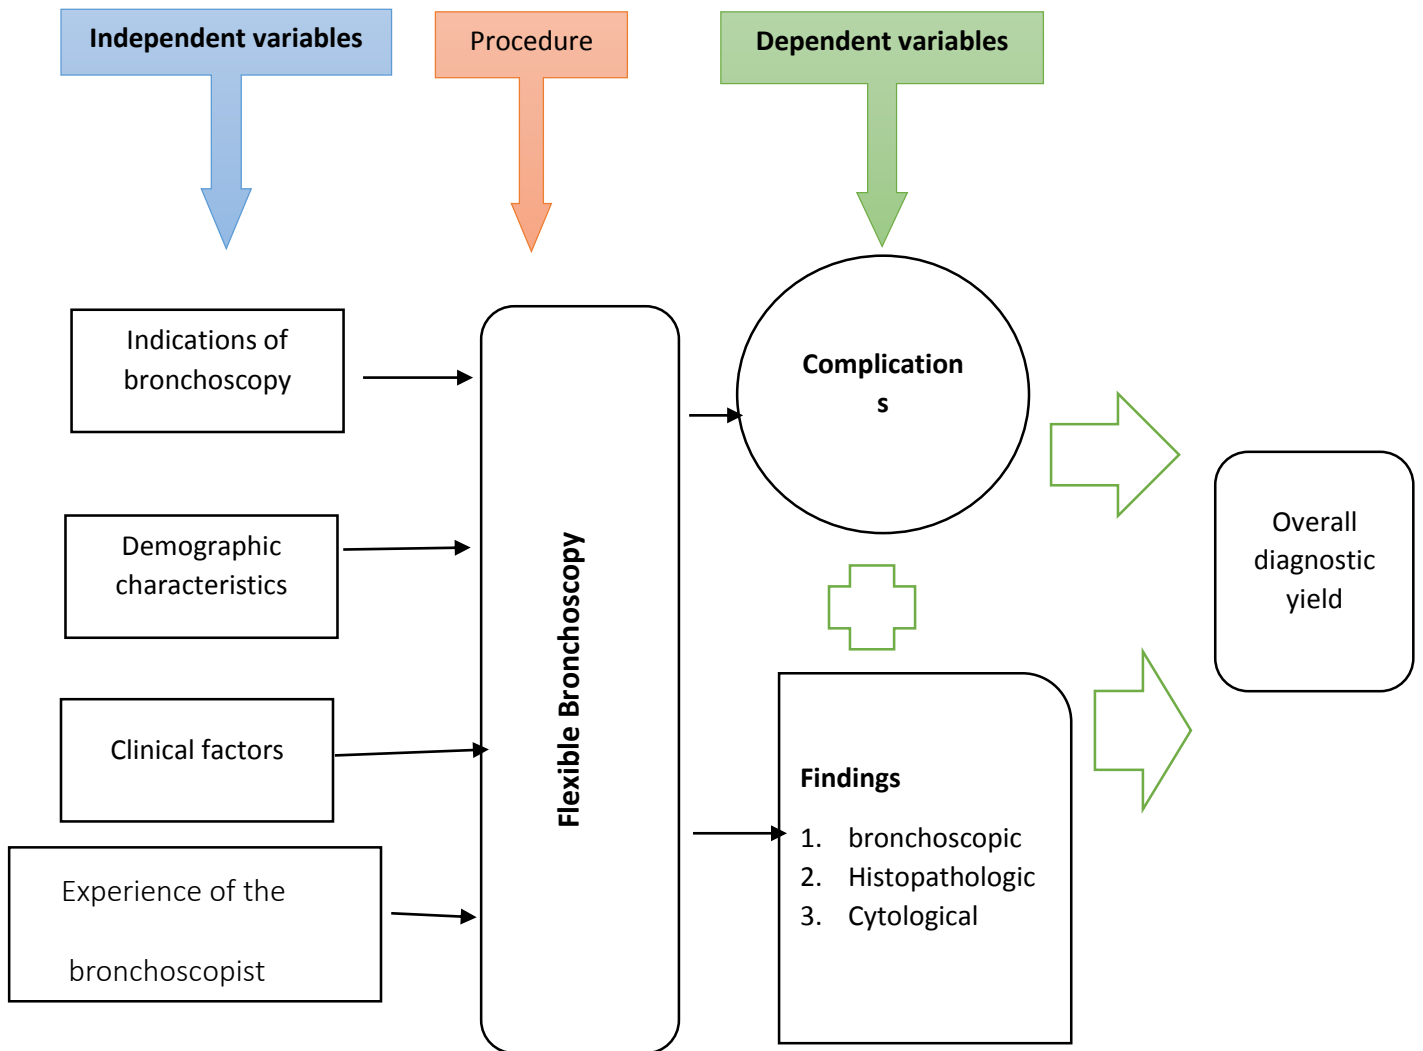 Independent variables
Procedure
Dependent variables
Indications of
bronchoscopy
Demographic
characteristics
Clinical factors
Experience of the
bronchoscopist
Flexible Bronchoscopy
Complication
s
Findings
1. bronchoscopic
2. Histopathologic
3. Cytological
Overall
diagnostic
yield